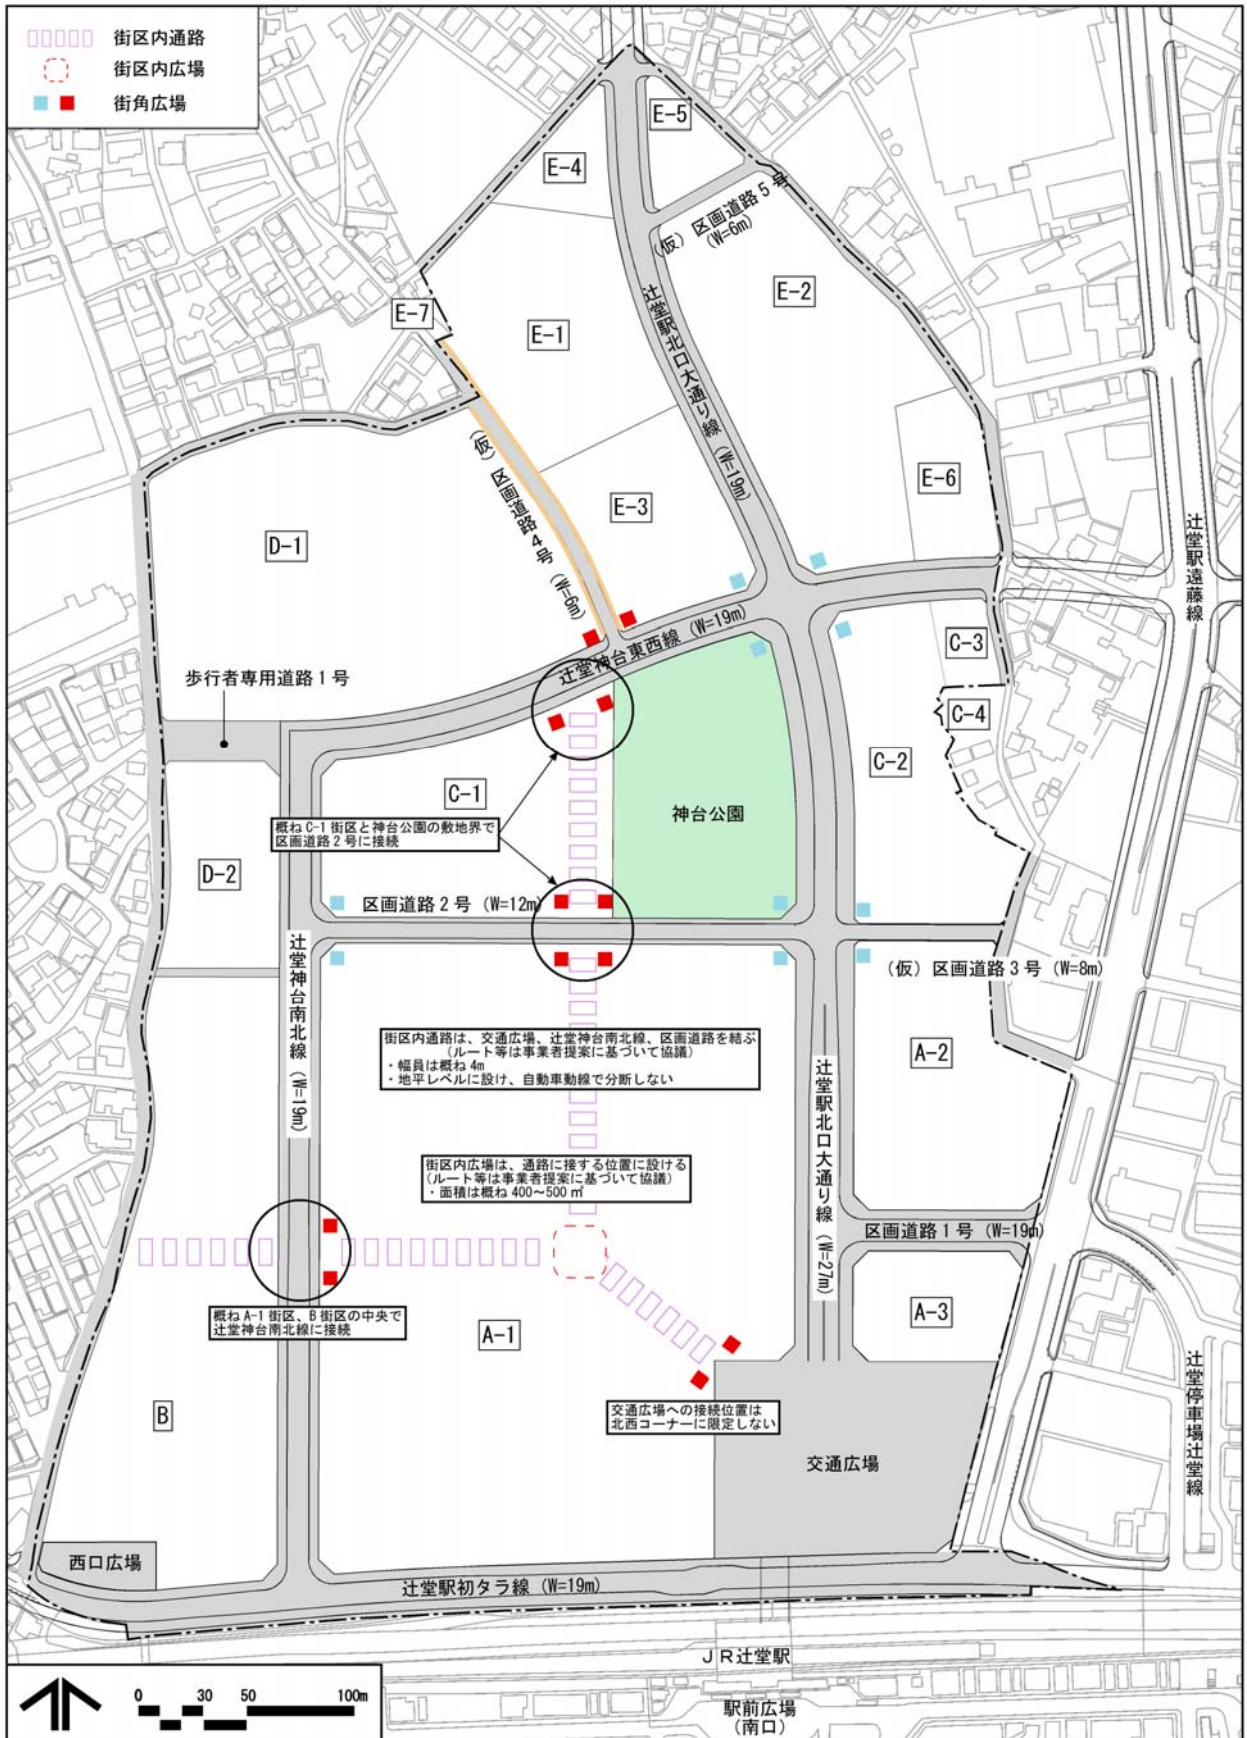 街区内通路
街区内広場
街角広場
E-5
E-4
(仮) 区画道路5号
(W=6m)
E-2
E-7
E-1
辻堂駅北口大通り線 (W=19m)
E-6
E-3
(仮) 区画道路4号 (W=6m)
D-1
辻堂駅遠藤線
辻堂神台東西線 (W=19m)
C-3
歩行者専用道路1号
C-4
C-2
C-1
神台公園
概ねC-1街区と神台公園の敷地界で
区画道路2号に接続
D-2
区画道路2号 (W=12m)
辻堂神台南北線 (W=19m)
(仮) 区画道路3号 (W=8m)
街区内通路は、交通広場、辻堂神台南北線、区画道路を結ぶ
(ルート等は事業者提案に基づいて協議)
・幅員は概ね4m
・地平レベルに設け、自動車動線で分断しない
A-2
辻堂駅北口大通り線 (W=27m)
街区内広場は、通路に接する位置に設ける
(ルート等は事業者提案に基づいて協議)
・面積は概ね400~500㎡
区画道路1号 (W=19m)
概ねA-1街区、B街区の中央で
辻堂神台南北線に接続
A-1
A-3
B
交通広場への接続位置は
北西コーナーに限定しない
辻堂停車場辻堂線
交通広場
西口広場
辻堂駅初タラ線 (W=19m)
JR辻堂駅
0 30 50 100m
駅前広場
(南口)